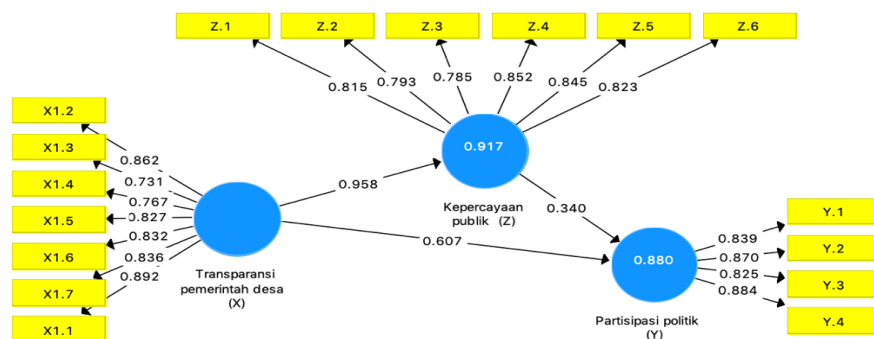 Z.1
Z.2
Z.3
Z.4
Z.5
Z.6
0.815
0.793
0.785
0.852
0.845
0.823
X1.2
X1.3
X1.4
X1.5
X1.6
X1.7
X1.1
0.862
0.731
0.767
0.827
0.832
0.836
0.892
0.917
Kepercayaan
publik (Z)
0.958
0.340
0.607
Transparansi
pemerintah desa
(X)
0.880
Partisipasi politik
(Y)
0.839
0.870
0.825
0.884
Y.1
Y.2
Y.3
Y.4